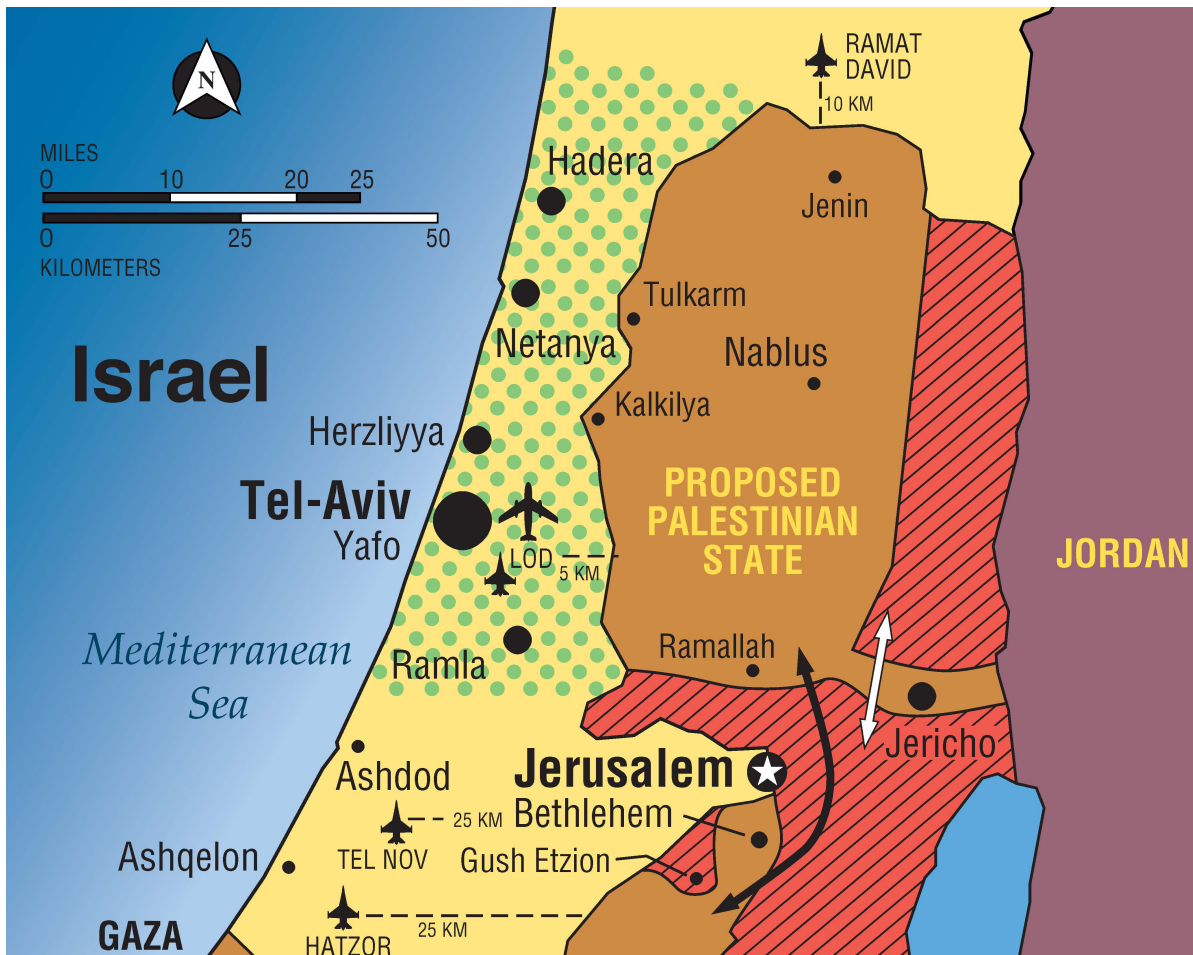 N
RAMAT
DAVID
10 KM
MILES
0 10 20 25
0 25 50
KILOMETERS
Hadera
Jenin
Tulkarm
Netanya
Nablus
Israel
Kalkilya
Herzliyya
PROPOSED
PALESTINIAN
STATE
Tel-Aviv
Yafo
LOD
5 KM
JORDAN
Mediterranean
Sea
Ramallah
Ramla
Jericho
Jerusalem
Ashdod
Bethlehem
25 KM
TEL NOV
Gush Etzion
Ashqelon
25 KM
GAZA
HATZOR